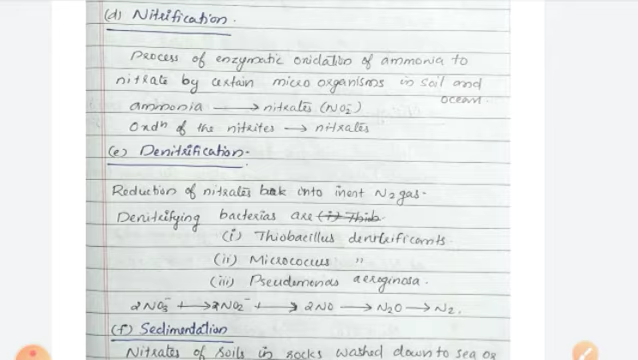 (d) Nitrification.
Process of enzymatic oxidation of ammonia to
nitrate by certain micro organisms in soil and
ocean.
ammonia → nitrates (NO2⁻)
Oxdn of the nitrites → nitrates
(e) Denitrification.
Reduction of nitrates back into inert N2 gas.
Denitrifying bacterias are (i) Thiob
(i) Thiobacillus denitrificants
(ii) Micrococus "
(iii) Pseudomonas aeroginosa.
2NO3⁻ + → 2NO2⁻ + → 2NO → N2O → N2.
(f) Sedimentation
Nitrates of soils in rocks washed down to sea or